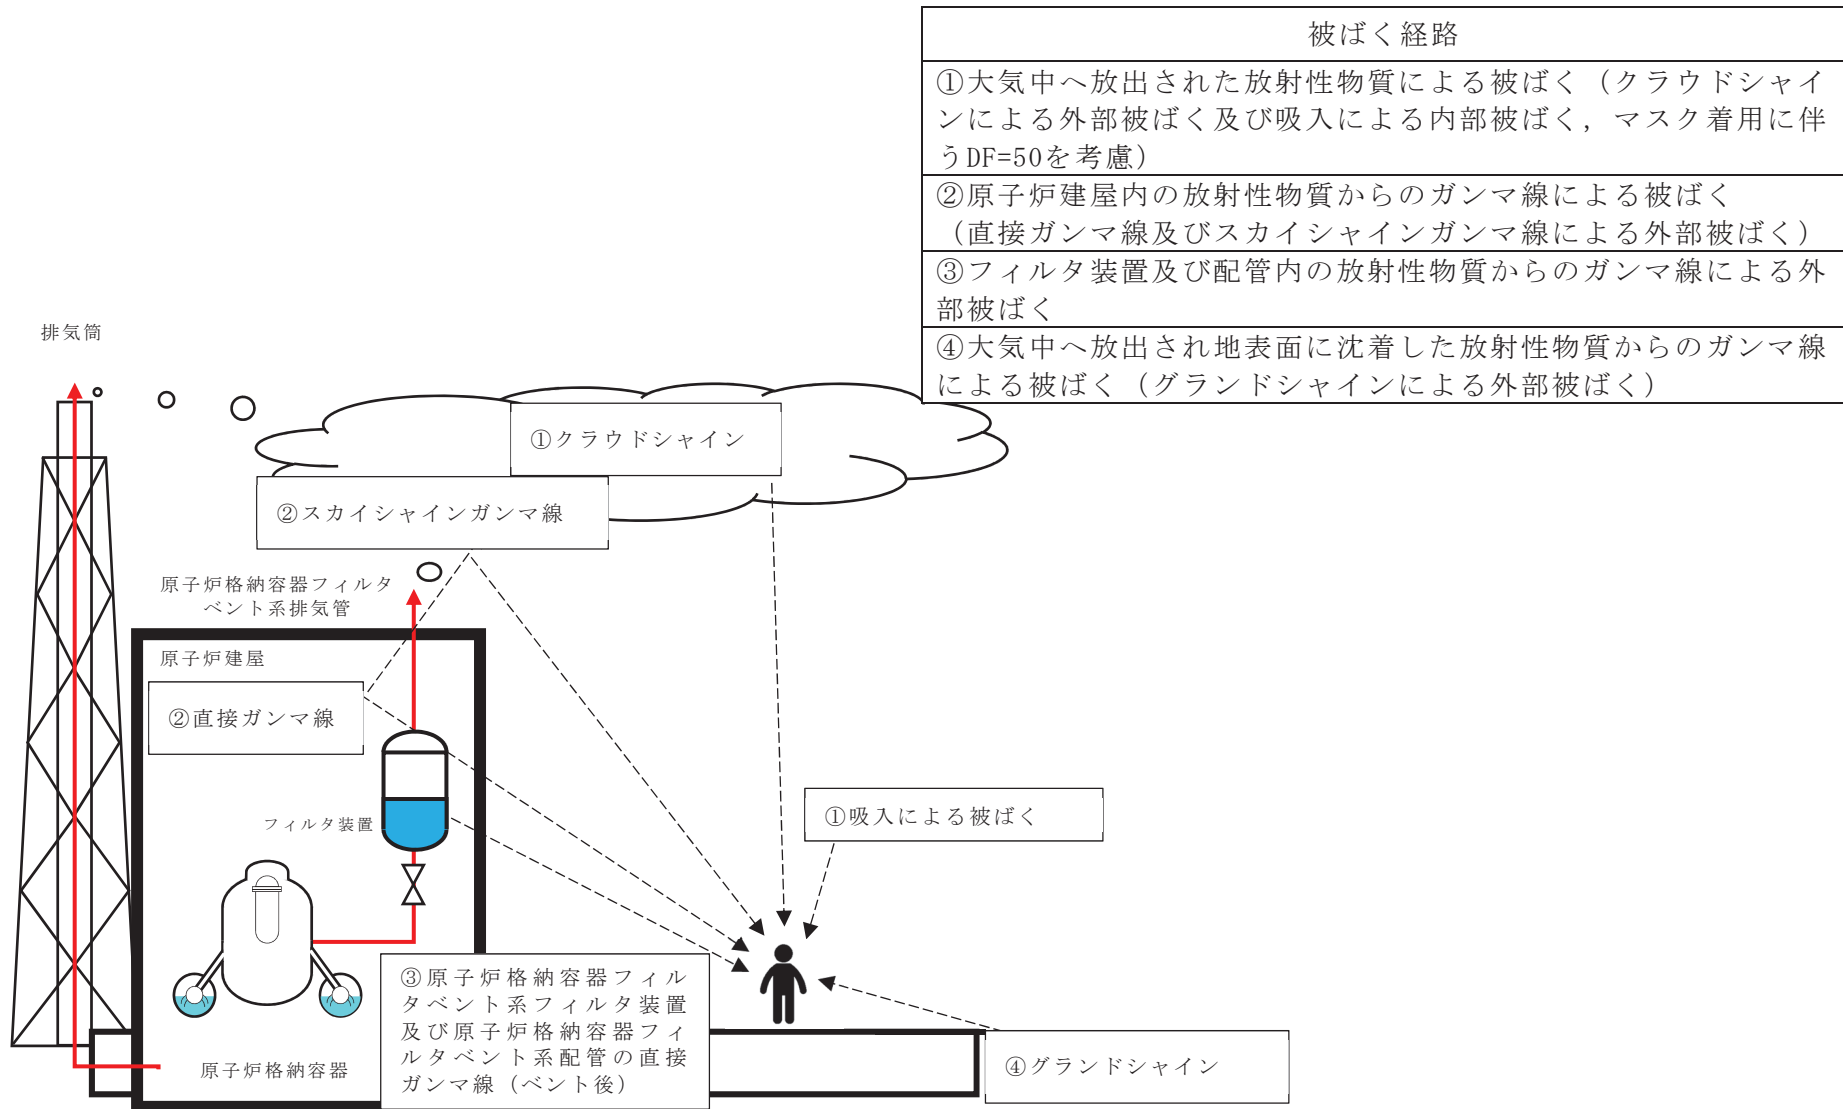 被ばく経路
①大気中へ放出された放射性物質による被ばく（クラウドシャイ
ンによる外部被ばく及び吸入による内部被ばく，マスク着用に伴
うDF=50を考慮）
②原子炉建屋内の放射性物質からのガンマ線による被ばく
（直接ガンマ線及びスカイシャインガンマ線による外部被ばく）
③フィルタ装置及び配管内の放射性物質からのガンマ線による外
部被ばく
④大気中へ放出され地表面に沈着した放射性物質からのガンマ線
による被ばく（グランドシャインによる外部被ばく）
排気筒
①クラウドシャイン
②スカイシャインガンマ線
原子炉格納容器フィルタ
ベント系排気管
原子炉建屋
②直接ガンマ線
フィルタ装置
①吸入による被ばく
③原子炉格納容器フィル
タベント系フィルタ装置
及び原子炉格納容器フィ
ルタベント系配管の直接
ガンマ線（ベント後）
原子炉格納容器
④グランドシャイン